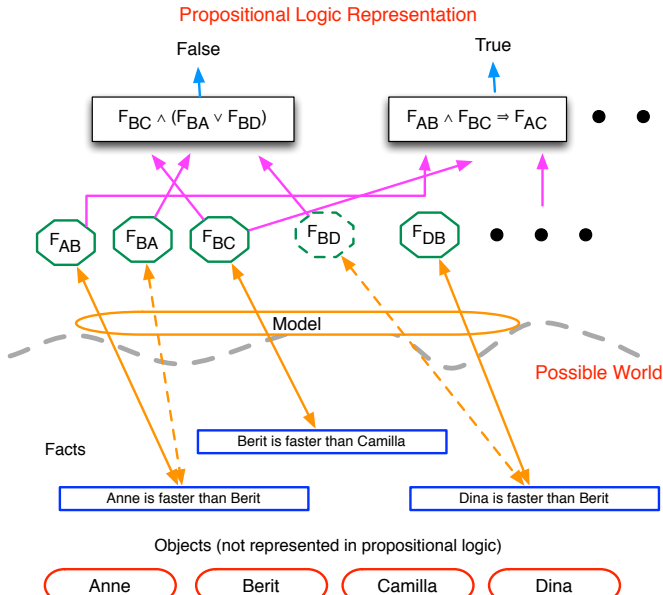 Propositional Logic Representation
False
True
F_BC ∧ (F_BA ∨ F_BD)
F_AB ∧ F_BC ⇒ F_AC
F_AB
F_BA
F_BC
F_BD
F_DB
Model
Possible World
Berit is faster than Camilla
Facts
Anne is faster than Berit
Dina is faster than Berit
Objects (not represented in propositional logic)
Anne
Berit
Camilla
Dina